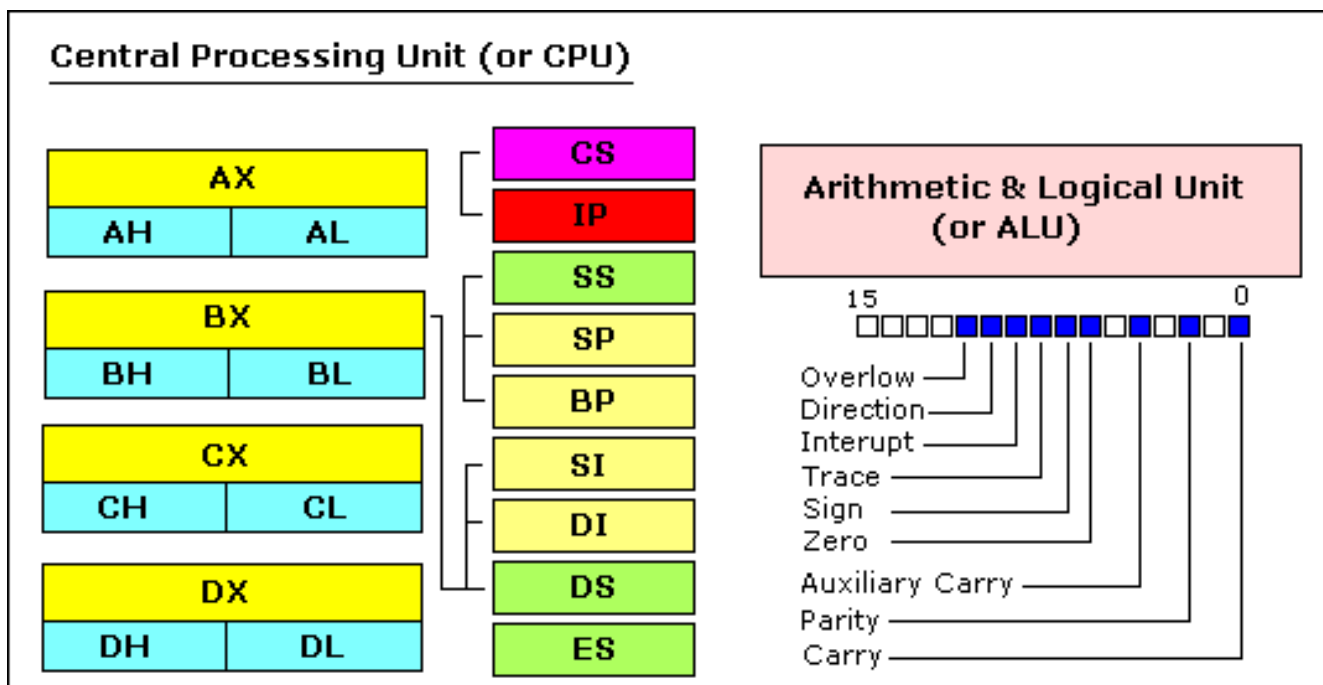 Central Processing Unit (or CPU)
AX
AH AL
BX
BH BL
CX
CH CL
DX
DH DL
CS
IP
SS
SP
BP
SI
DI
DS
ES
Arithmetic & Logical Unit
(or ALU)
15 0
Overlow
Direction
Interupt
Trace
Sign
Zero
Auxiliary Carry
Parity
Carry